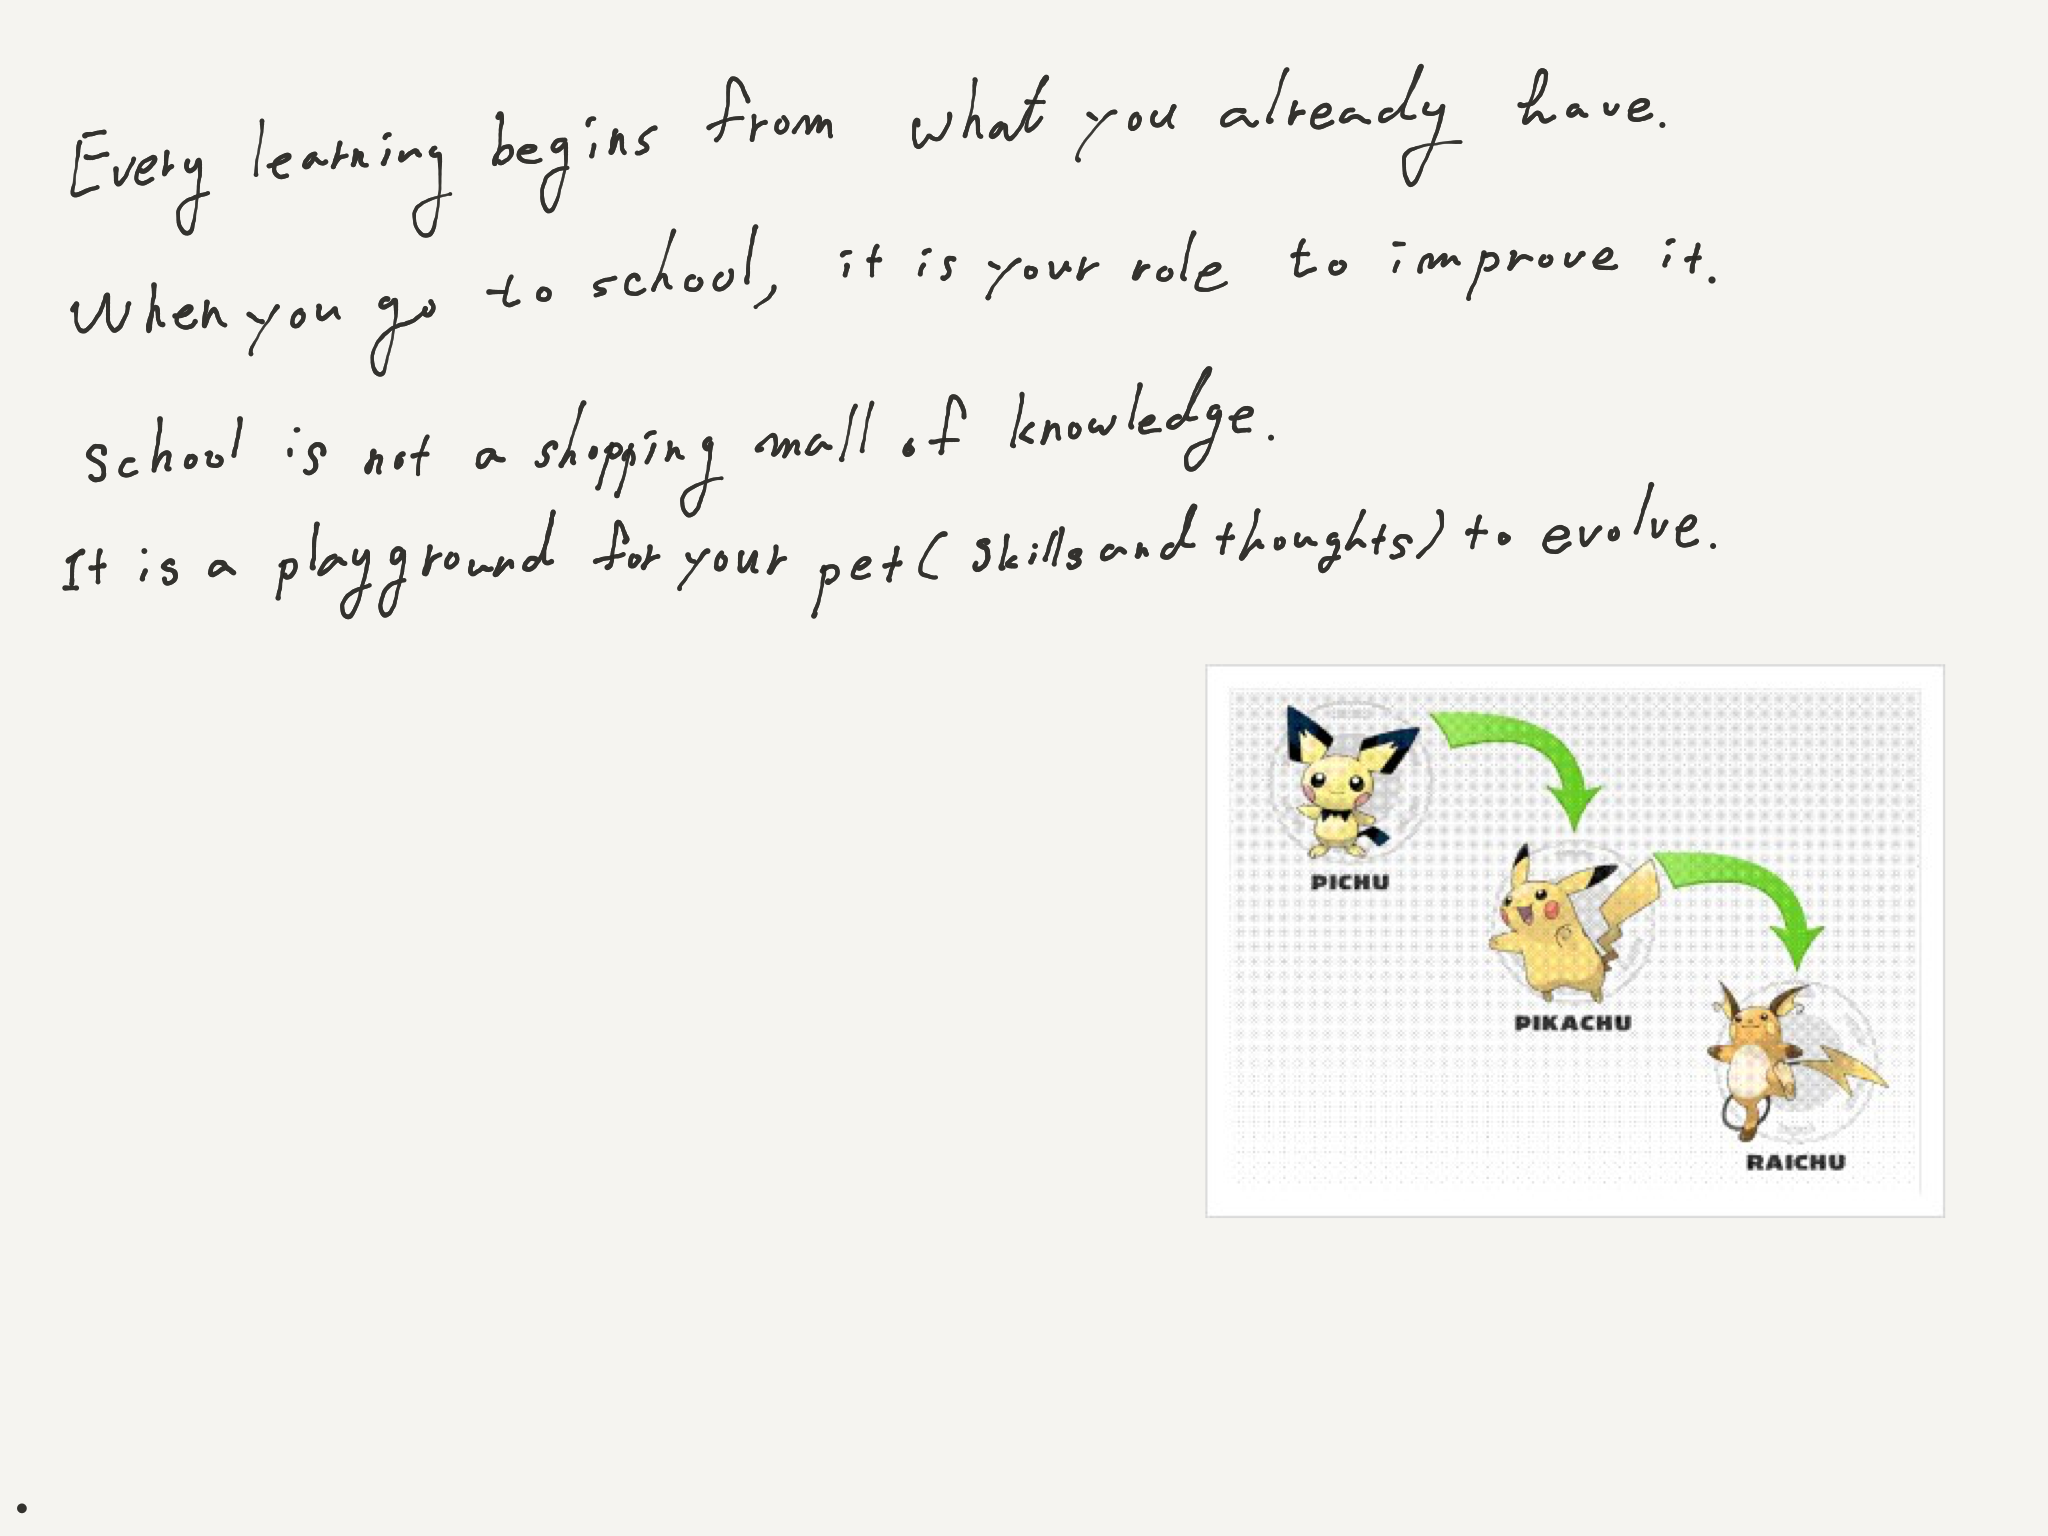 Every learning begins from what you already have.
When you go to school, it is your role to improve it.
School is not a shopping mall of knowledge.
It is a playground for your pet (skills and thoughts) to evolve.
PICHU
PIKACHU
RAICHU